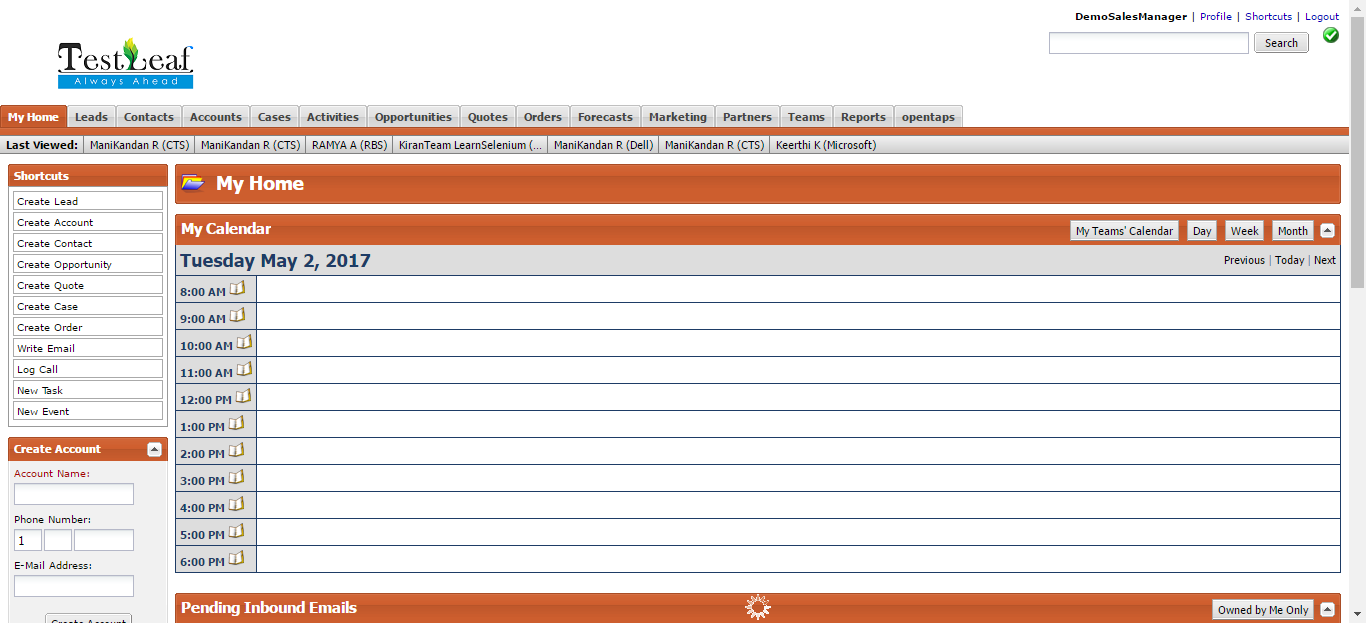 DemoSalesManager | Profile | Shortcuts | Logout
Search
TestLeaf
Always Ahead
My Home Leads Contacts Accounts Cases Activities Opportunities Quotes Orders Forecasts Marketing Partners Teams Reports opentaps
Last Viewed: ManiKandan R (CTS) ManiKandan R (CTS) RAMYA A (RBS) KiranTeam LearnSelenium (... ManiKandan R (Dell) ManiKandan R (CTS) Keerthi K (Microsoft)
Shortcuts
Create Lead
Create Account
Create Contact
Create Opportunity
Create Quote
Create Case
Create Order
Write Email
Log Call
New Task
New Event
Create Account
Account Name:
Phone Number:
1
E-Mail Address:
Create Account
My Home
My Calendar My Teams' Calendar Day Week Month
Tuesday May 2, 2017 Previous | Today | Next
8:00 AM
9:00 AM
10:00 AM
11:00 AM
12:00 PM
1:00 PM
2:00 PM
3:00 PM
4:00 PM
5:00 PM
6:00 PM
Pending Inbound Emails Owned by Me Only